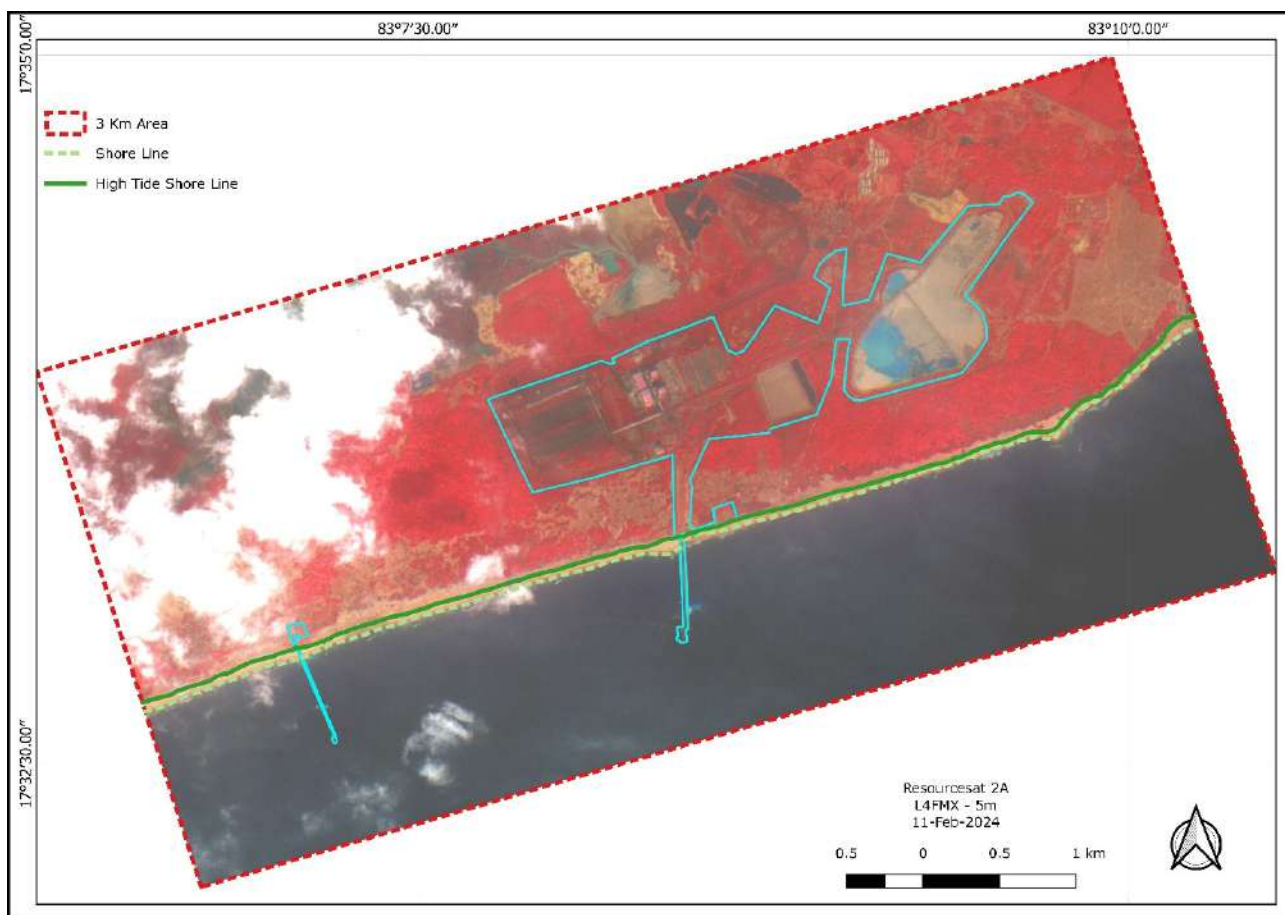 83°7′30.00″
83°10′0.00″
17°35′0.00″
3 Km Area
Shore Line
High Tide Shore Line
17°32′30.00″
Resourcesat 2A
L4FMX - 5m
11-Feb-2024
0.5 0 0.5 1 km